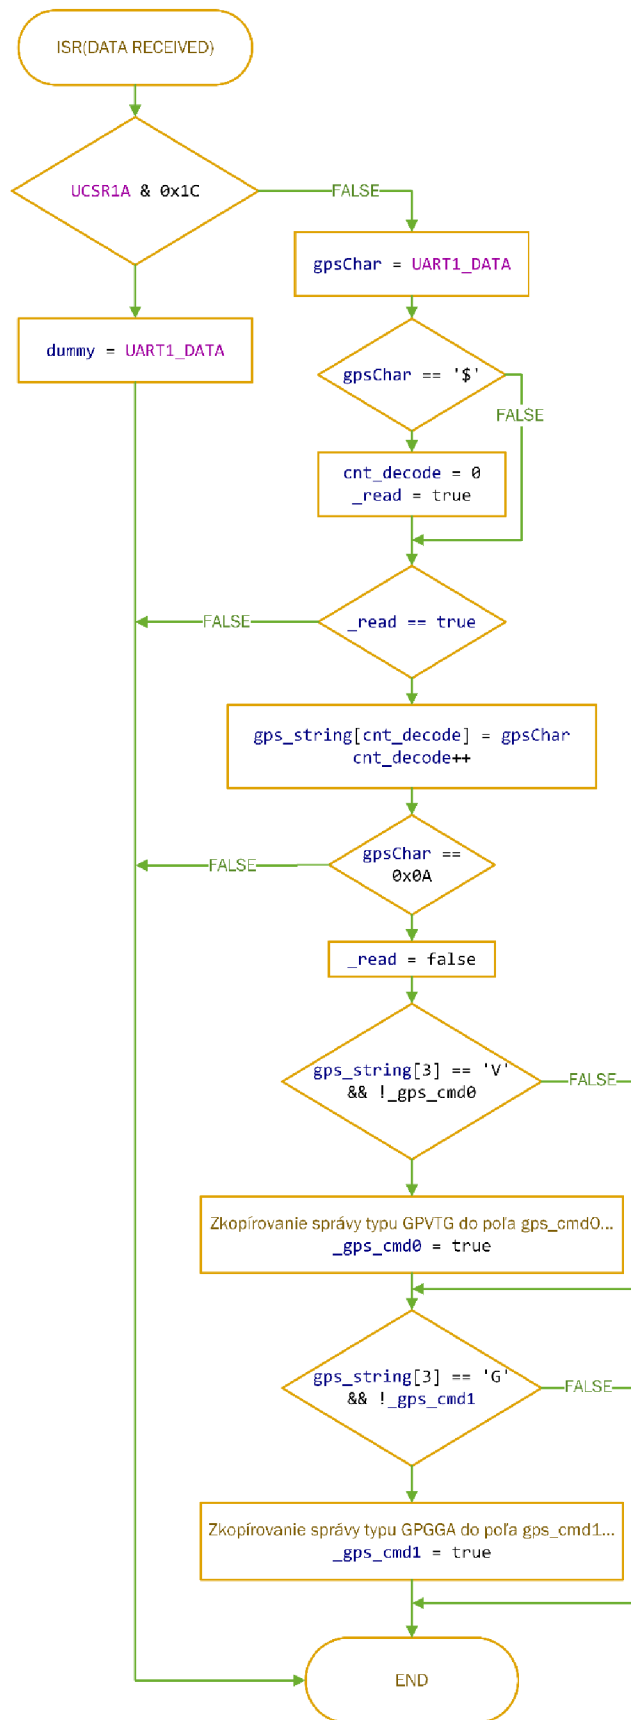 ISR(DATA RECEIVED)
UCSR1A & 0x1C
FALSE
gpsChar = UART1_DATA
dummy = UART1_DATA
gpsChar == '$'
FALSE
cnt_decode = 0
_read = true
_read == true
FALSE
gps_string[cnt_decode] = gpsChar
cnt_decode++
gpsChar ==
0x0A
FALSE
_read = false
gps_string[3] == 'V'
&& !_gps_cmd0
FALSE
Zkopírovanie správy typu GPVTG do poľa gps_cmd0...
_gps_cmd0 = true
gps_string[3] == 'G'
&& !_gps_cmd1
FALSE
Zkopírovanie správy typu GPGGA do poľa gps_cmd1...
_gps_cmd1 = true
END